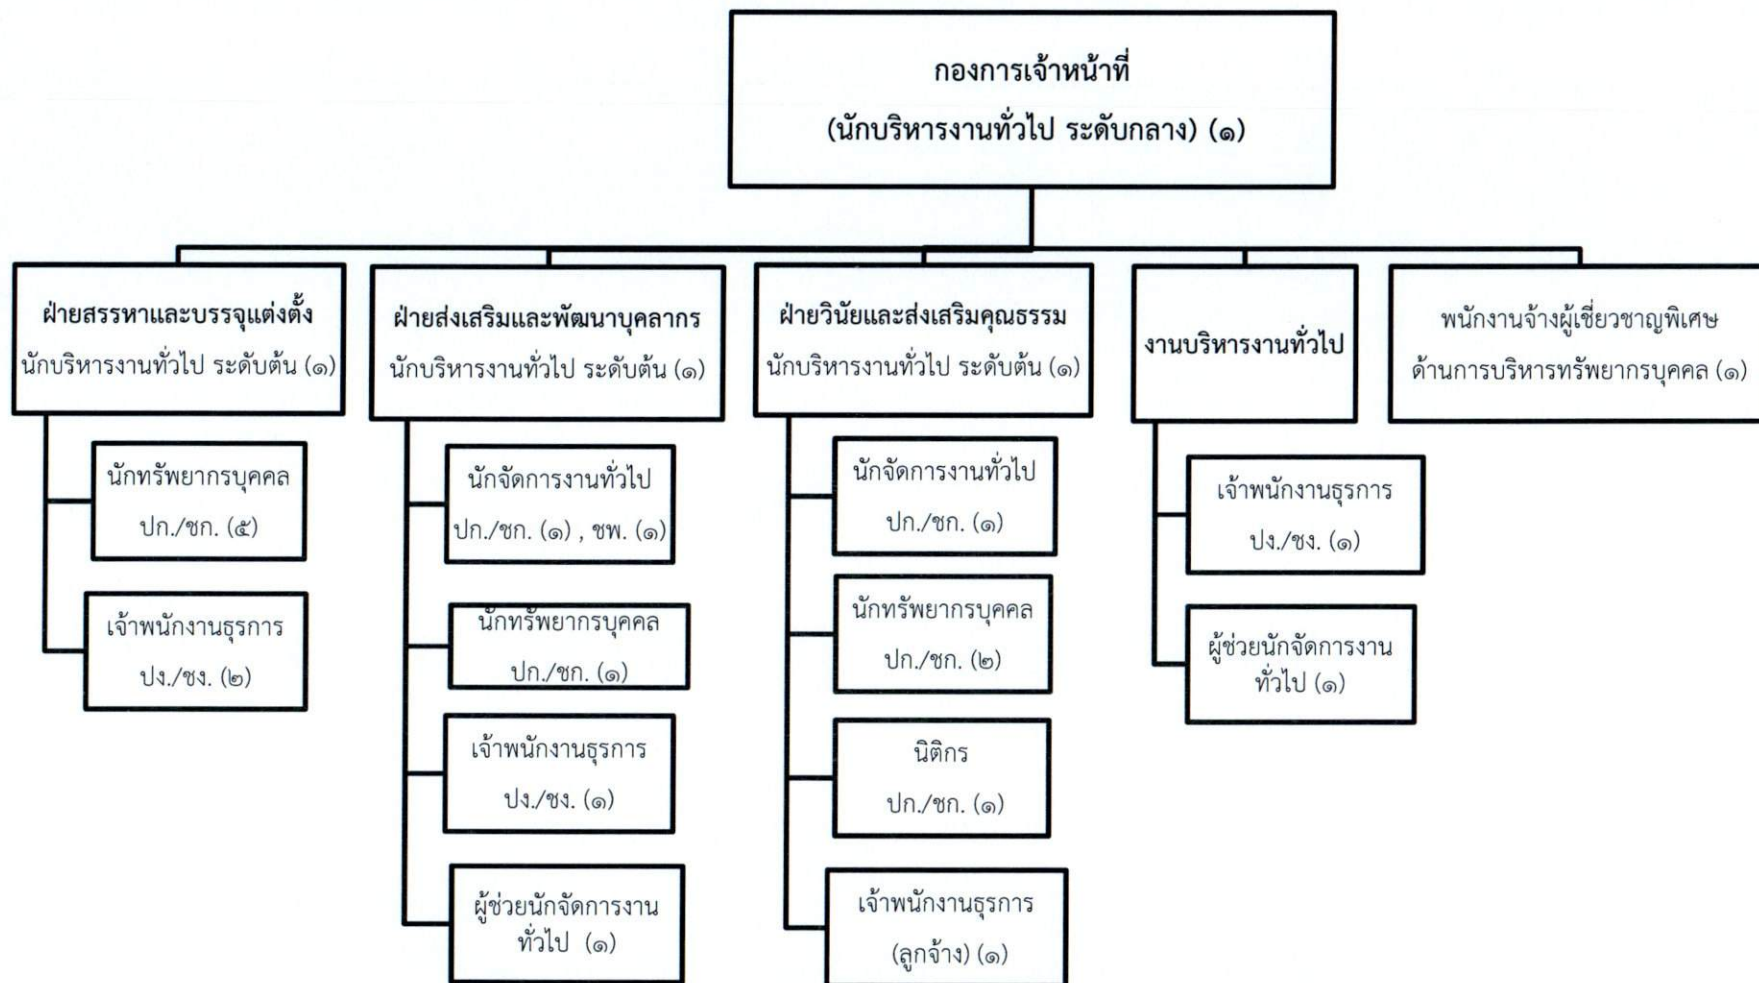 กองการเจ้าหน้าที่
(นักบริหารงานทั่วไป ระดับกลาง) (๑)
ฝ่ายสรรหาและบรรจุแต่งตั้ง
นักบริหารงานทั่วไป ระดับต้น (๑)
นักทรัพยากรบุคคล
ปก./ชก. (๕)
เจ้าพนักงานธุรการ
ปง./ชง. (๒)
ฝ่ายส่งเสริมและพัฒนาบุคลากร
นักบริหารงานทั่วไป ระดับต้น (๑)
นักจัดการงานทั่วไป
ปก./ชก. (๑) , ชพ. (๑)
นักทรัพยากรบุคคล
ปก./ชก. (๑)
เจ้าพนักงานธุรการ
ปง./ชง. (๑)
ผู้ช่วยนักจัดการงาน
ทั่วไป (๑)
ฝ่ายวินัยและส่งเสริมคุณธรรม
นักบริหารงานทั่วไป ระดับต้น (๑)
นักจัดการงานทั่วไป
ปก./ชก. (๑)
นักทรัพยากรบุคคล
ปก./ชก. (๒)
นิติกร
ปก./ชก. (๑)
เจ้าพนักงานธุรการ
(ลูกจ้าง) (๑)
งานบริหารงานทั่วไป
เจ้าพนักงานธุรการ
ปง./ชง. (๑)
ผู้ช่วยนักจัดการงาน
ทั่วไป (๑)
พนักงานจ้างผู้เชี่ยวชาญพิเศษ
ด้านการบริหารทรัพยากรบุคคล (๑)